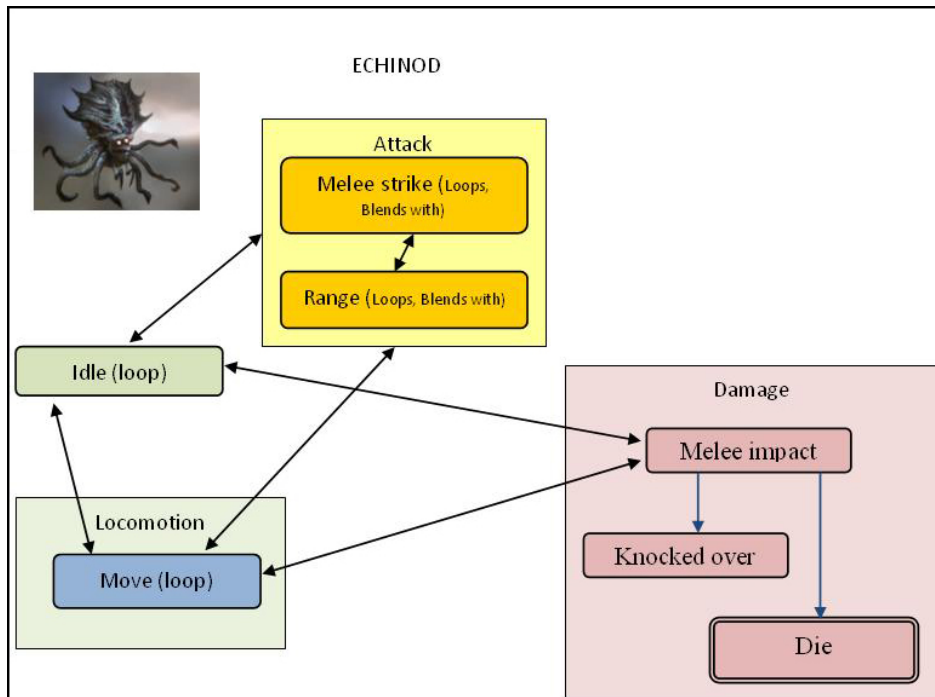 ECHINOD
Attack
Melee strike (Loops,
Blends with)
Range (Loops, Blends with)
Idle (loop)
Damage
Melee impact
Locomotion
Knocked over
Move (loop)
Die